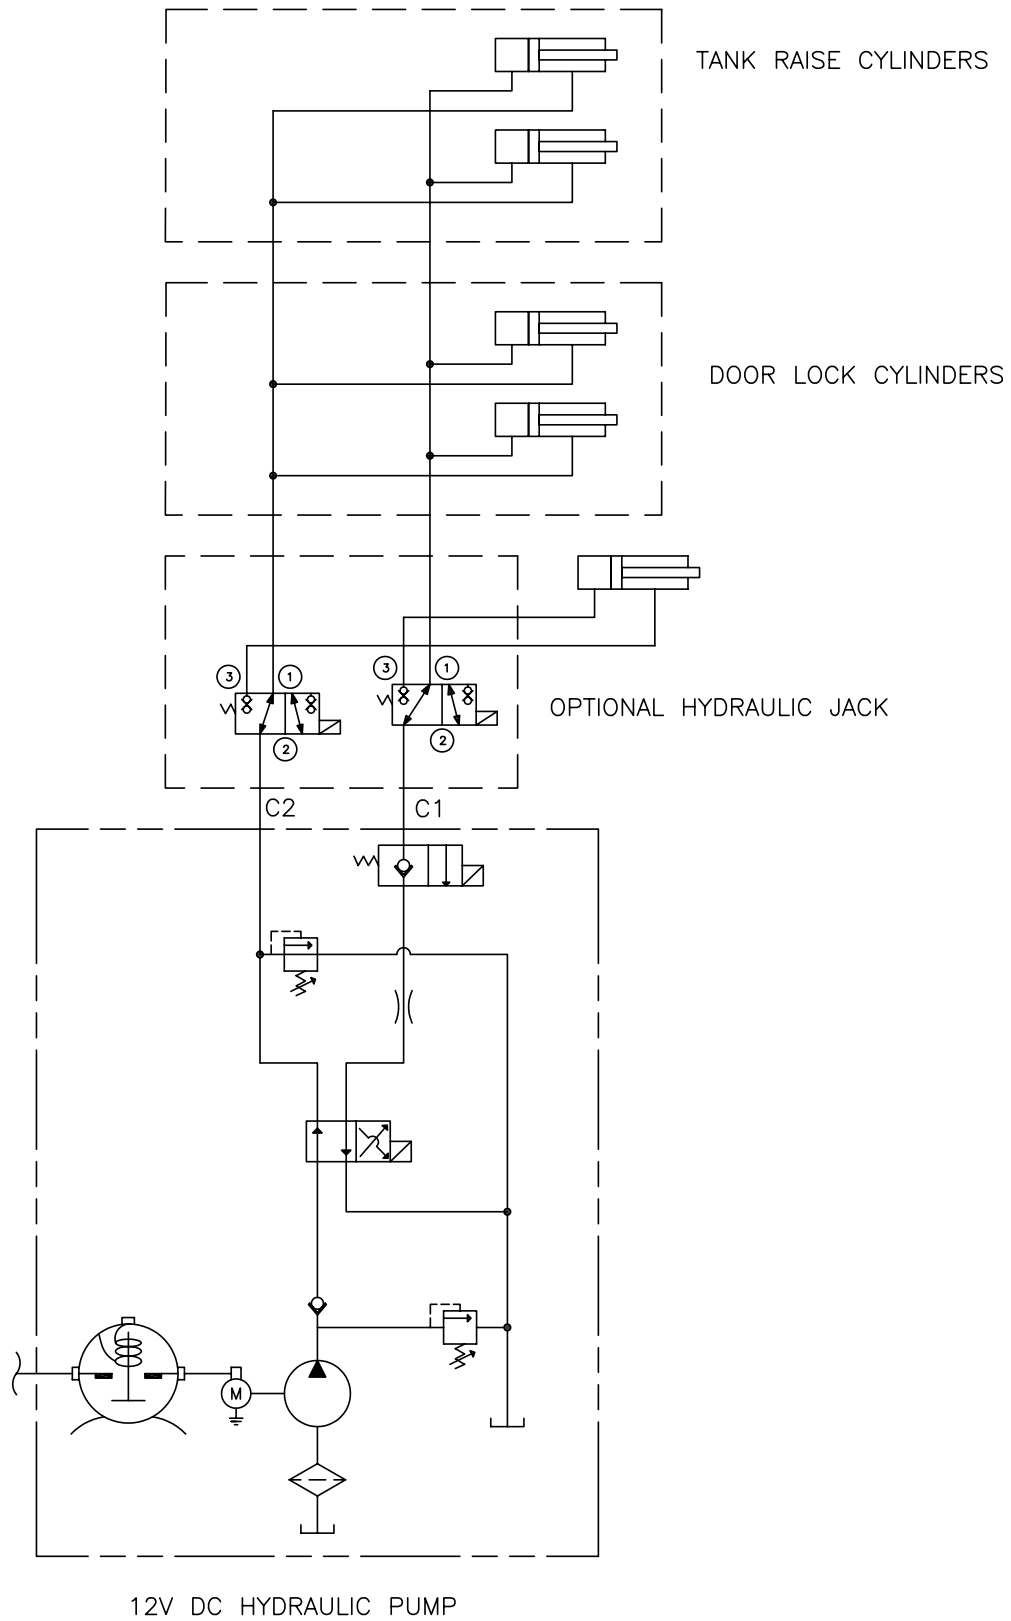 TANK RAISE CYLINDERS
DOOR LOCK CYLINDERS
3
1
3
1
OPTIONAL HYDRAULIC JACK
2
2
C2
C1
M
12V DC HYDRAULIC PUMP